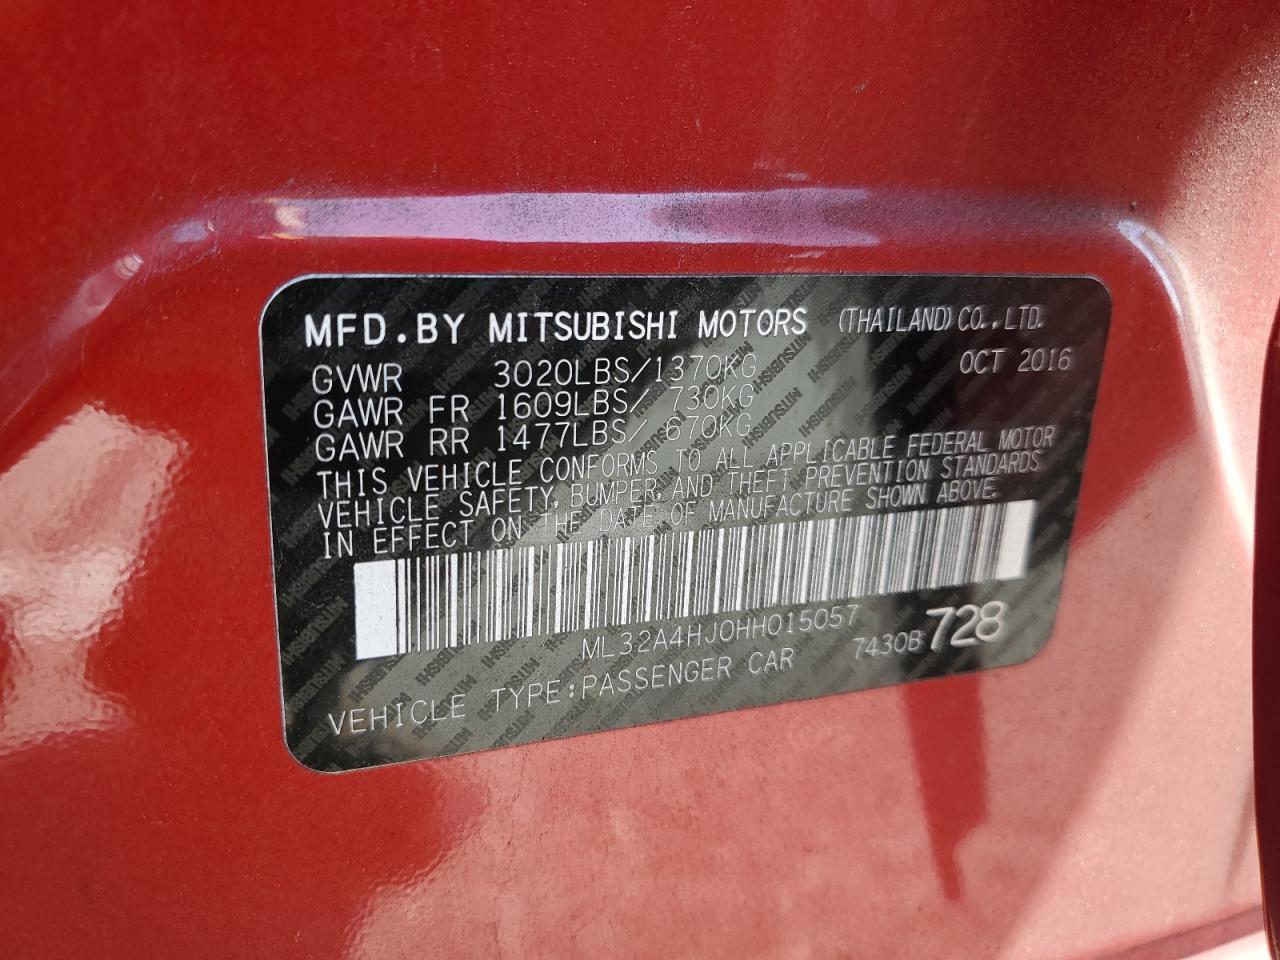 MFD.BY MITSUBISHI MOTORS (THAILAND) CO., LTD.
GVWR 3020LBS/1370KG OCT 2016
GAWR FR 1609LBS/ 730KG
GAWR RR 1477LBS/ 670KG
THIS VEHICLE CONFORMS TO ALL APPLICABLE FEDERAL MOTOR
VEHICLE SAFETY, BUMPER, AND THEFT PREVENTION STANDARDS
IN EFFECT ON THE DATE OF MANUFACTURE SHOWN ABOVE.
ML32A4HJ0HH015057
VEHICLE TYPE:PASSENGER CAR 7430B728